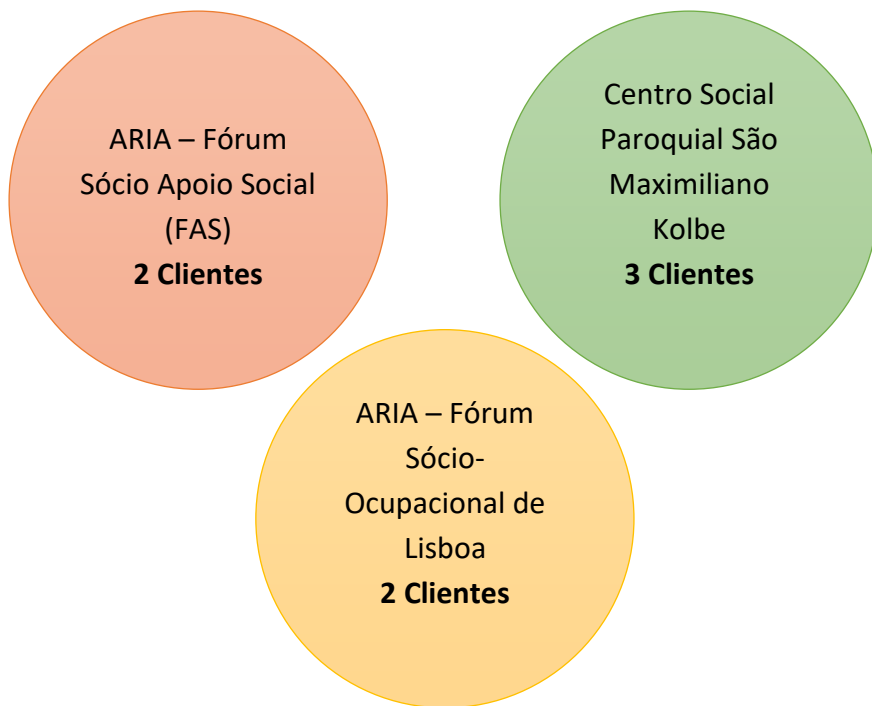 ARIA – Fórum
Sócio Apoio Social
(FAS)
2 Clientes
Centro Social
Paroquial São
Maximiliano
Kolbe
3 Clientes
ARIA – Fórum
Sócio-
Ocupacional de
Lisboa
2 Clientes